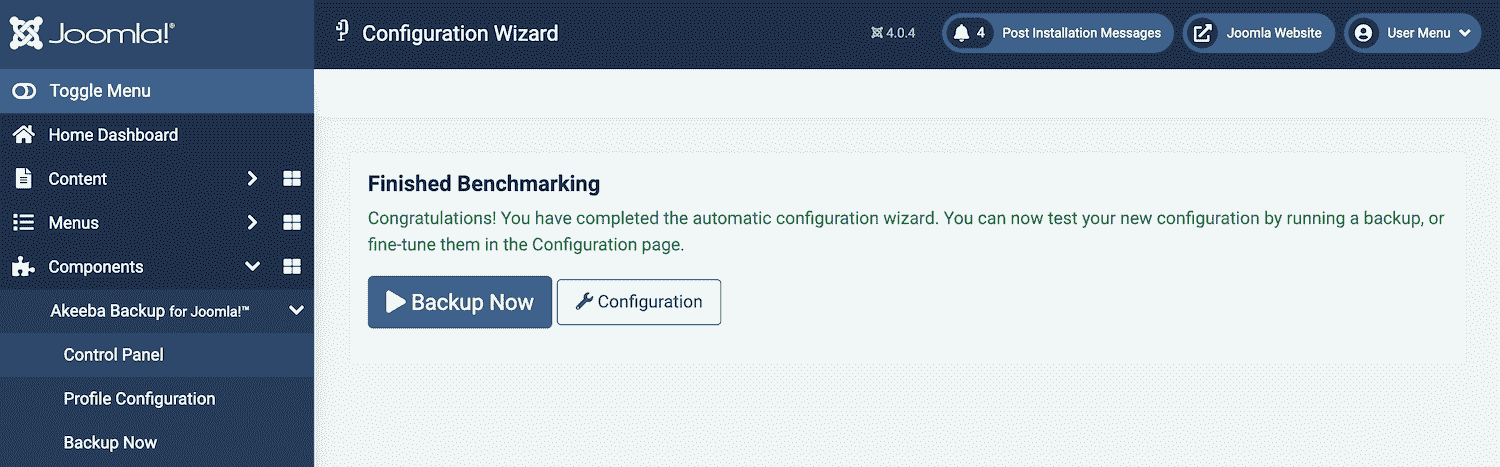 Joomla!®
Configuration Wizard
4.0.4
4
Post Installation Messages
Joomla Website
User Menu
Toggle Menu
Home Dashboard
Content
Menus
Components
Akeeba Backup for Joomla!™
Control Panel
Profile Configuration
Backup Now
Finished Benchmarking
Congratulations! You have completed the automatic configuration wizard. You can now test your new configuration by running a backup, or
fine-tune them in the Configuration page.
Backup Now
Configuration